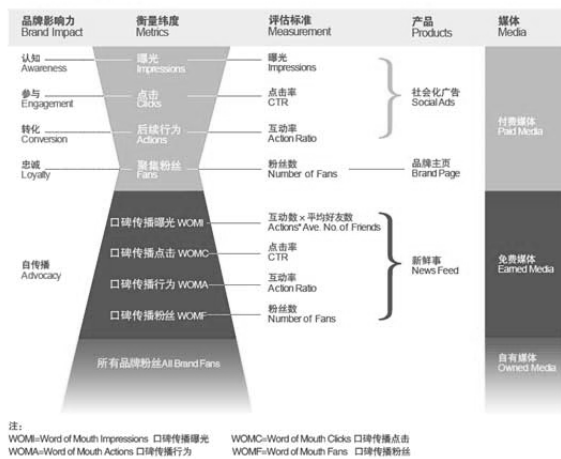 品牌影响力 衡量纬度 评估标准 产品 媒体
Brand Impact Metrics Measurement Products Media
认知 曝光 曝光
Awareness Impressions Impressions
参与 点击 点击率 社会化广告
Engagement Clicks CTR Social Ads
付费媒体
Paid Media
转化 后续行为 互动率
Conversion Actions Action Ratio
忠诚 聚集粉丝 粉丝数 品牌主页
Loyalty Fans Number of Fans Brand Page
口碑传播曝光 WOMI 互动数×平均好友数
Actions* Ave. No. of Friends
口碑传播点击 WOMC 点击率
CTR
自传播 新鲜事 免费媒体
Advocacy News Feed Earned Media
口碑传播行为 WOMA 互动率
Action Ratio
口碑传播粉丝 WOMF 粉丝数
Number of Fans
所有品牌粉丝All Brand Fans 自有媒体
Owned Media
注：
WOMI=Word of Mouth Impressions 口碑传播曝光 WOMC=Word of Mouth Clicks 口碑传播点击
WOMA=Word of Mouth Actions 口碑传播行为 WOMF=Word of Mouth Fans 口碑传播粉丝